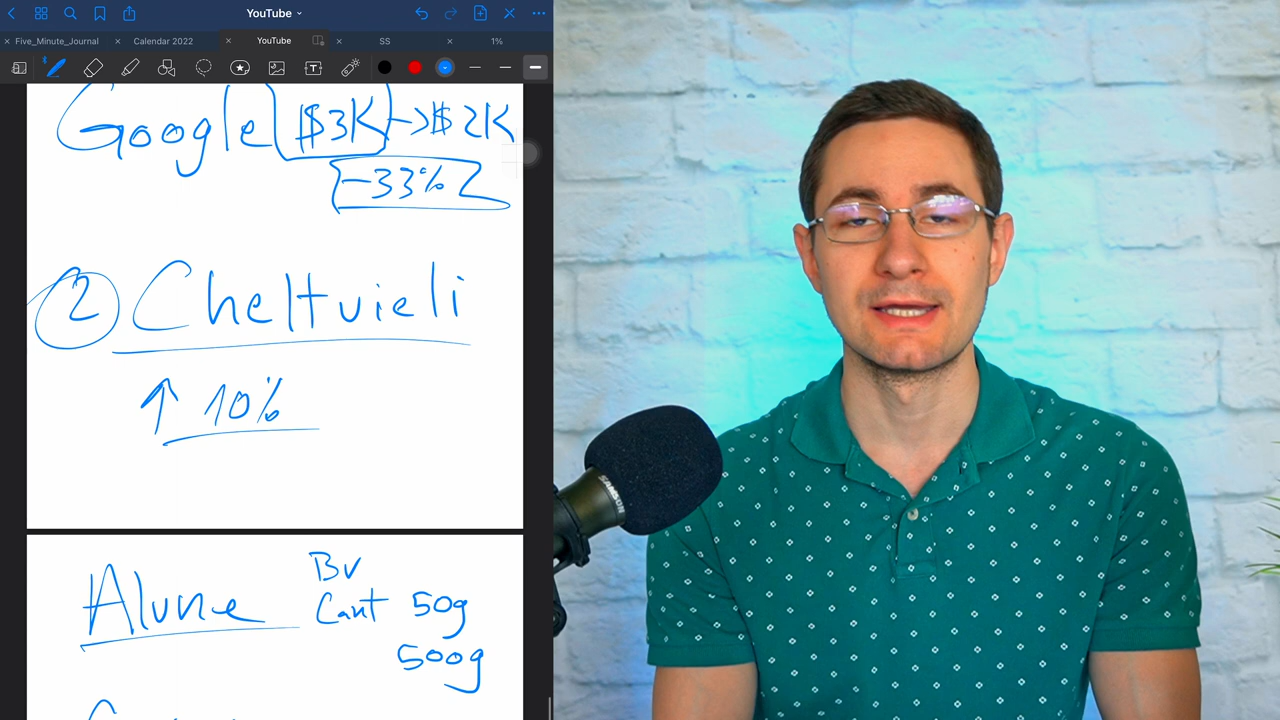 YouTube
Five_Minute_Journal
Calendar 2022
YouTube
SS
1%
Google $3K -> $2K
-33%
2 Cheltuieli
↑ 10%
Alune
Bv
Cant 50g
500g
SAMSON